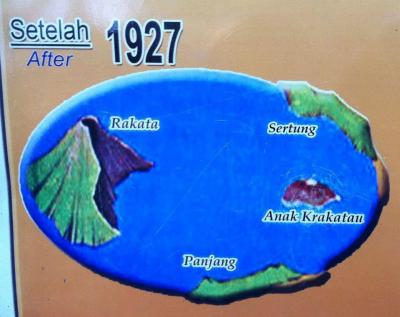 Setelah
After
1927
Rakata
Sertung
Anak Krakatau
Panjang